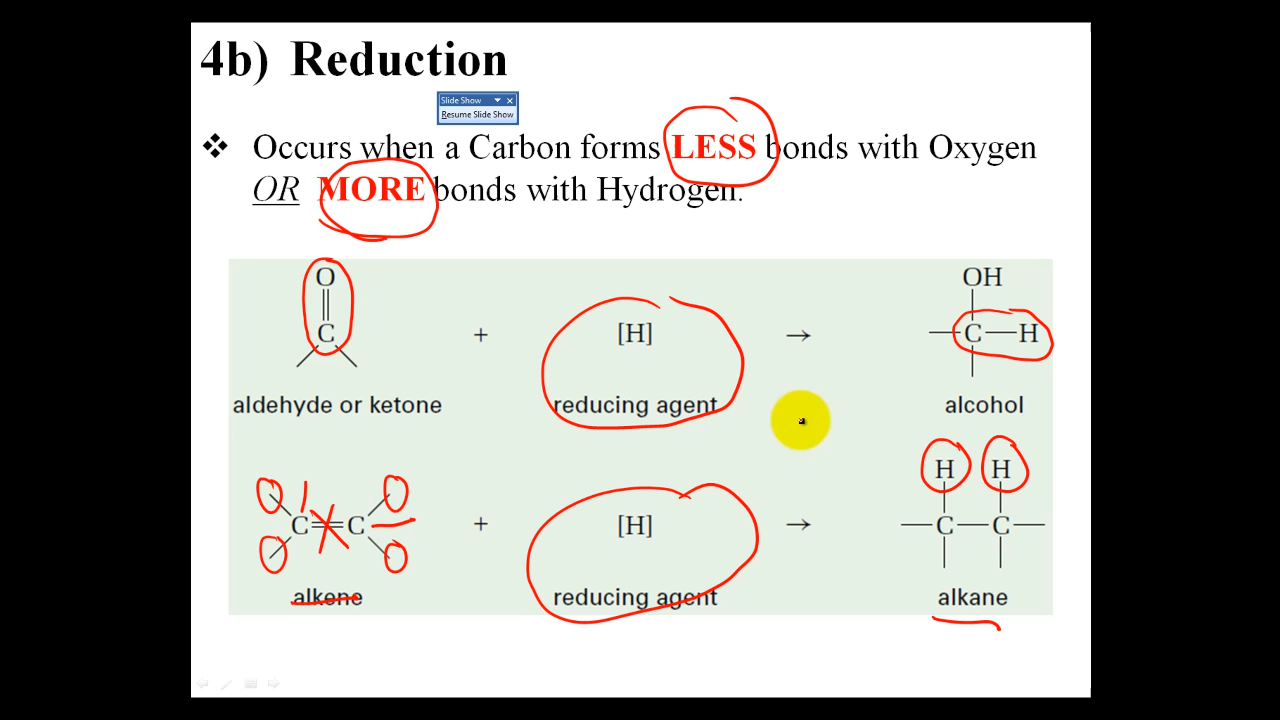 4b) Reduction
Slide Show
Resume Slide Show
❖ Occurs when a Carbon forms LESS bonds with Oxygen
OR MORE bonds with Hydrogen.
O
C
+
[H]
→
OH
C—H
aldehyde or ketone
reducing agent
alcohol
H H
C=C
+
[H]
→
C—C
alkene
reducing agent
alkane